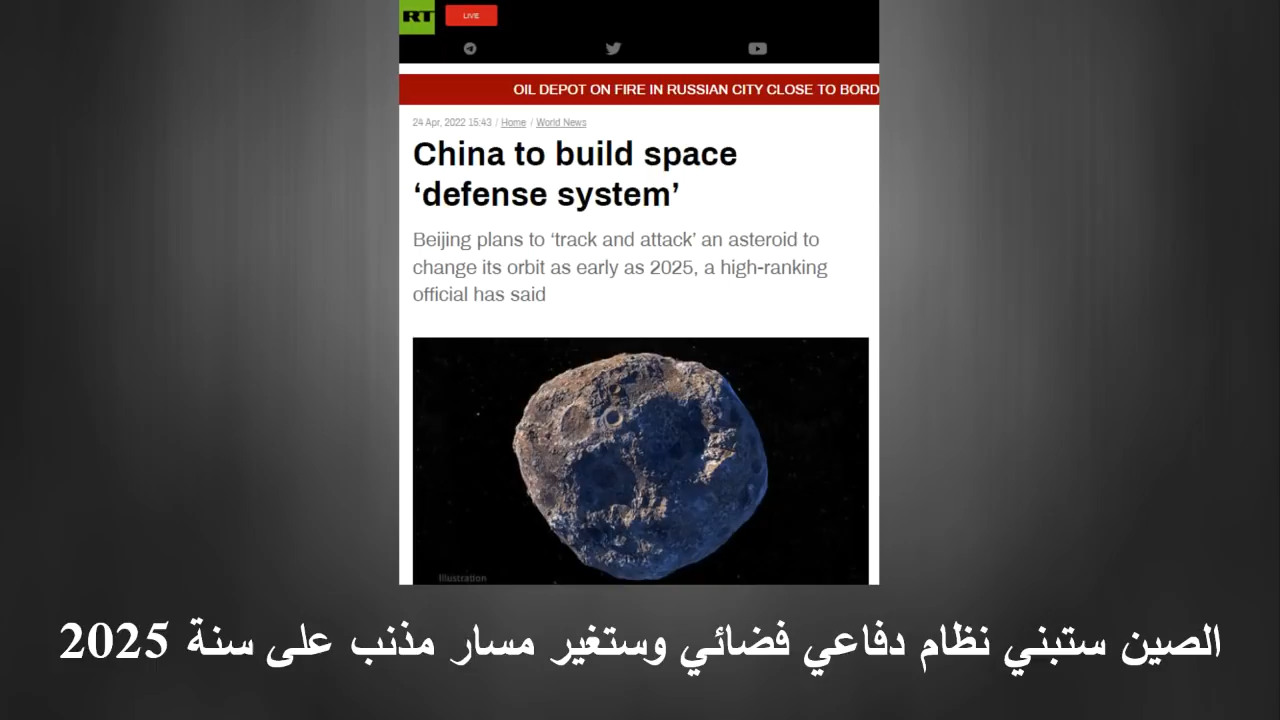 RT
LIVE
OIL DEPOT ON FIRE IN RUSSIAN CITY CLOSE TO BORD
24 Apr, 2022 15:43 / Home / World News
China to build space
‘defense system’
Beijing plans to ‘track and attack’ an asteroid to
change its orbit as early as 2025, a high-ranking
official has said
Illustration
الصين ستبني نظام دفاعي فضائي وستغير مسار مذنب على سنة 2025